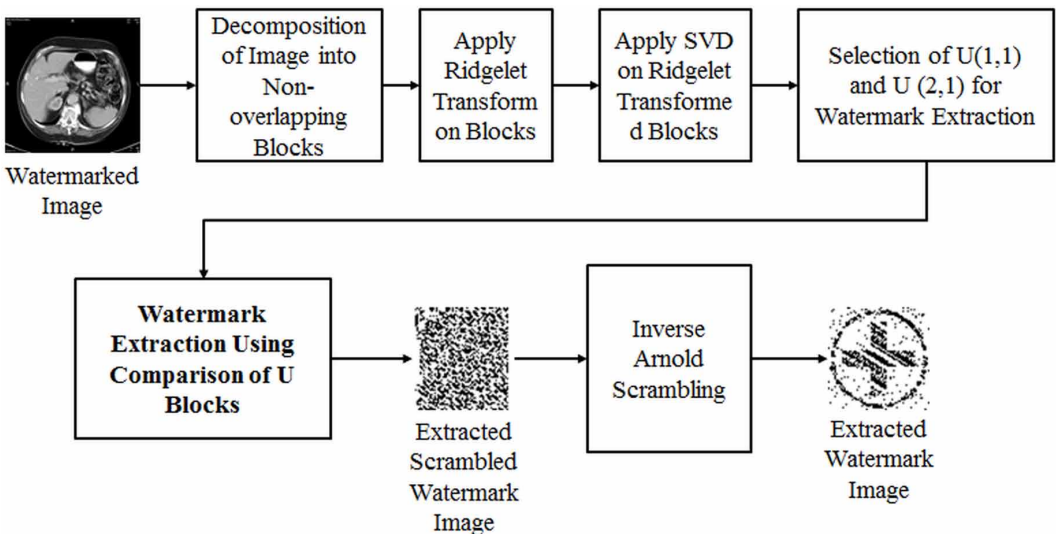 Decomposition
of Image into
Non-
overlapping
Blocks
Apply
Ridgelet
Transform
on Blocks
Apply SVD
on Ridgelet
Transforme
d Blocks
Selection of U(1,1)
and U (2,1) for
Watermark Extraction
Watermarked
Image
Watermark
Extraction Using
Comparison of U
Blocks
Extracted
Scrambled
Watermark
Image
Inverse
Arnold
Scrambling
Extracted
Watermark
Image